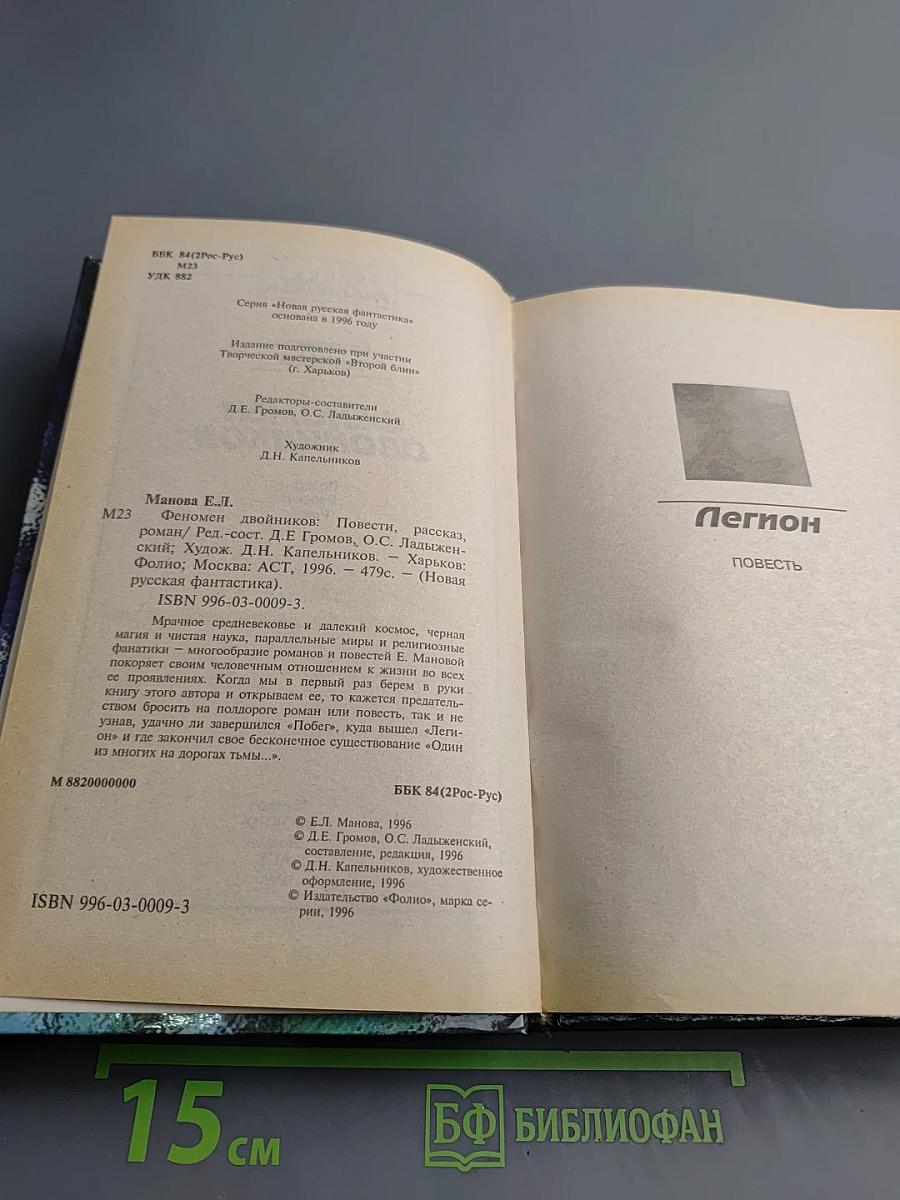 ББК 84(2Рос-Рус)
М23
УДК 882
Серия «Новая русская фантастика»
основана в 1996 году
Издание подготовлено при участии
Творческой мастерской «Второй блин»
(г. Харьков)
Редакторы-составители
Д.Е. Громов, О.С. Ладыженский
Художник
Д.Н. Капельников
Манова Е.Л.
М23 Феномен двойников: Повести, рассказ,
роман/ Ред.-сост. Д.Е Громов, О.С. Ладыжен-
ский; Худож. Д.Н. Капельников. — Харьков:
Фолио; Москва: АСТ, 1996. — 479с. — (Новая
русская фантастика).
ISBN 996-03-0009-3.
Мрачное средневековье и далекий космос, черная
магия и чистая наука, параллельные миры и религиозные
фанатики — многообразие романов и повестей Е. Мановой
покоряет своим человечным отношением к жизни во всех
ее проявлениях. Когда мы в первый раз берем в руки
книгу этого автора и открываем ее, то кажется предатель-
ством бросить на полдороге роман или повесть, так и не
узнав, удачно ли завершился «Побег», куда вышел «Леги-
он» и где закончил свое бесконечное существование «Один
из многих на дорогах тьмы...».
М 8820000000
ББК 84(2Рос-Рус)
© Е.Л. Манова, 1996
© Д.Е. Громов, О.С. Ладыженский,
составление, редакция, 1996
© Д.Н. Капельников, художественное
оформление, 1996
© Издательство «Фолио», марка се-
рии, 1996
ISBN 996-03-0009-3
Легион
ПОВЕСТЬ
15 см
БФ БИБЛИОФАН